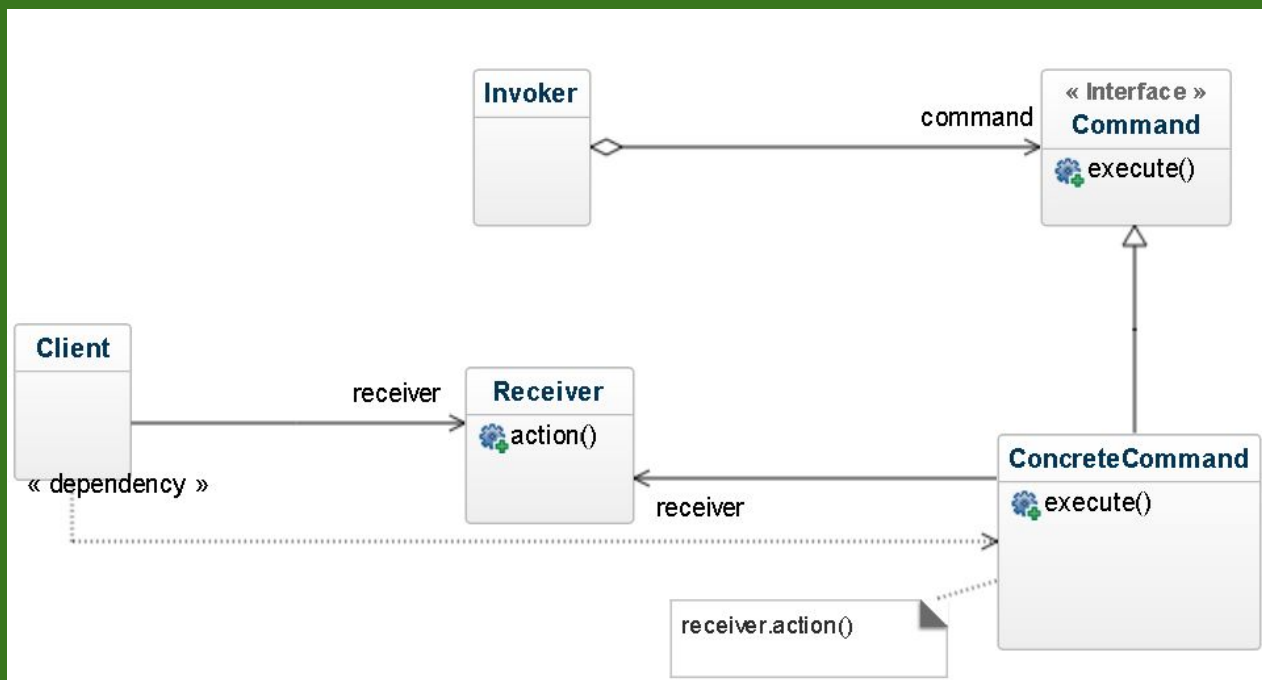 Invoker
command
« Interface »
Command
execute()
Client
receiver
Receiver
action()
« dependency »
receiver
ConcreteCommand
execute()
receiver.action()